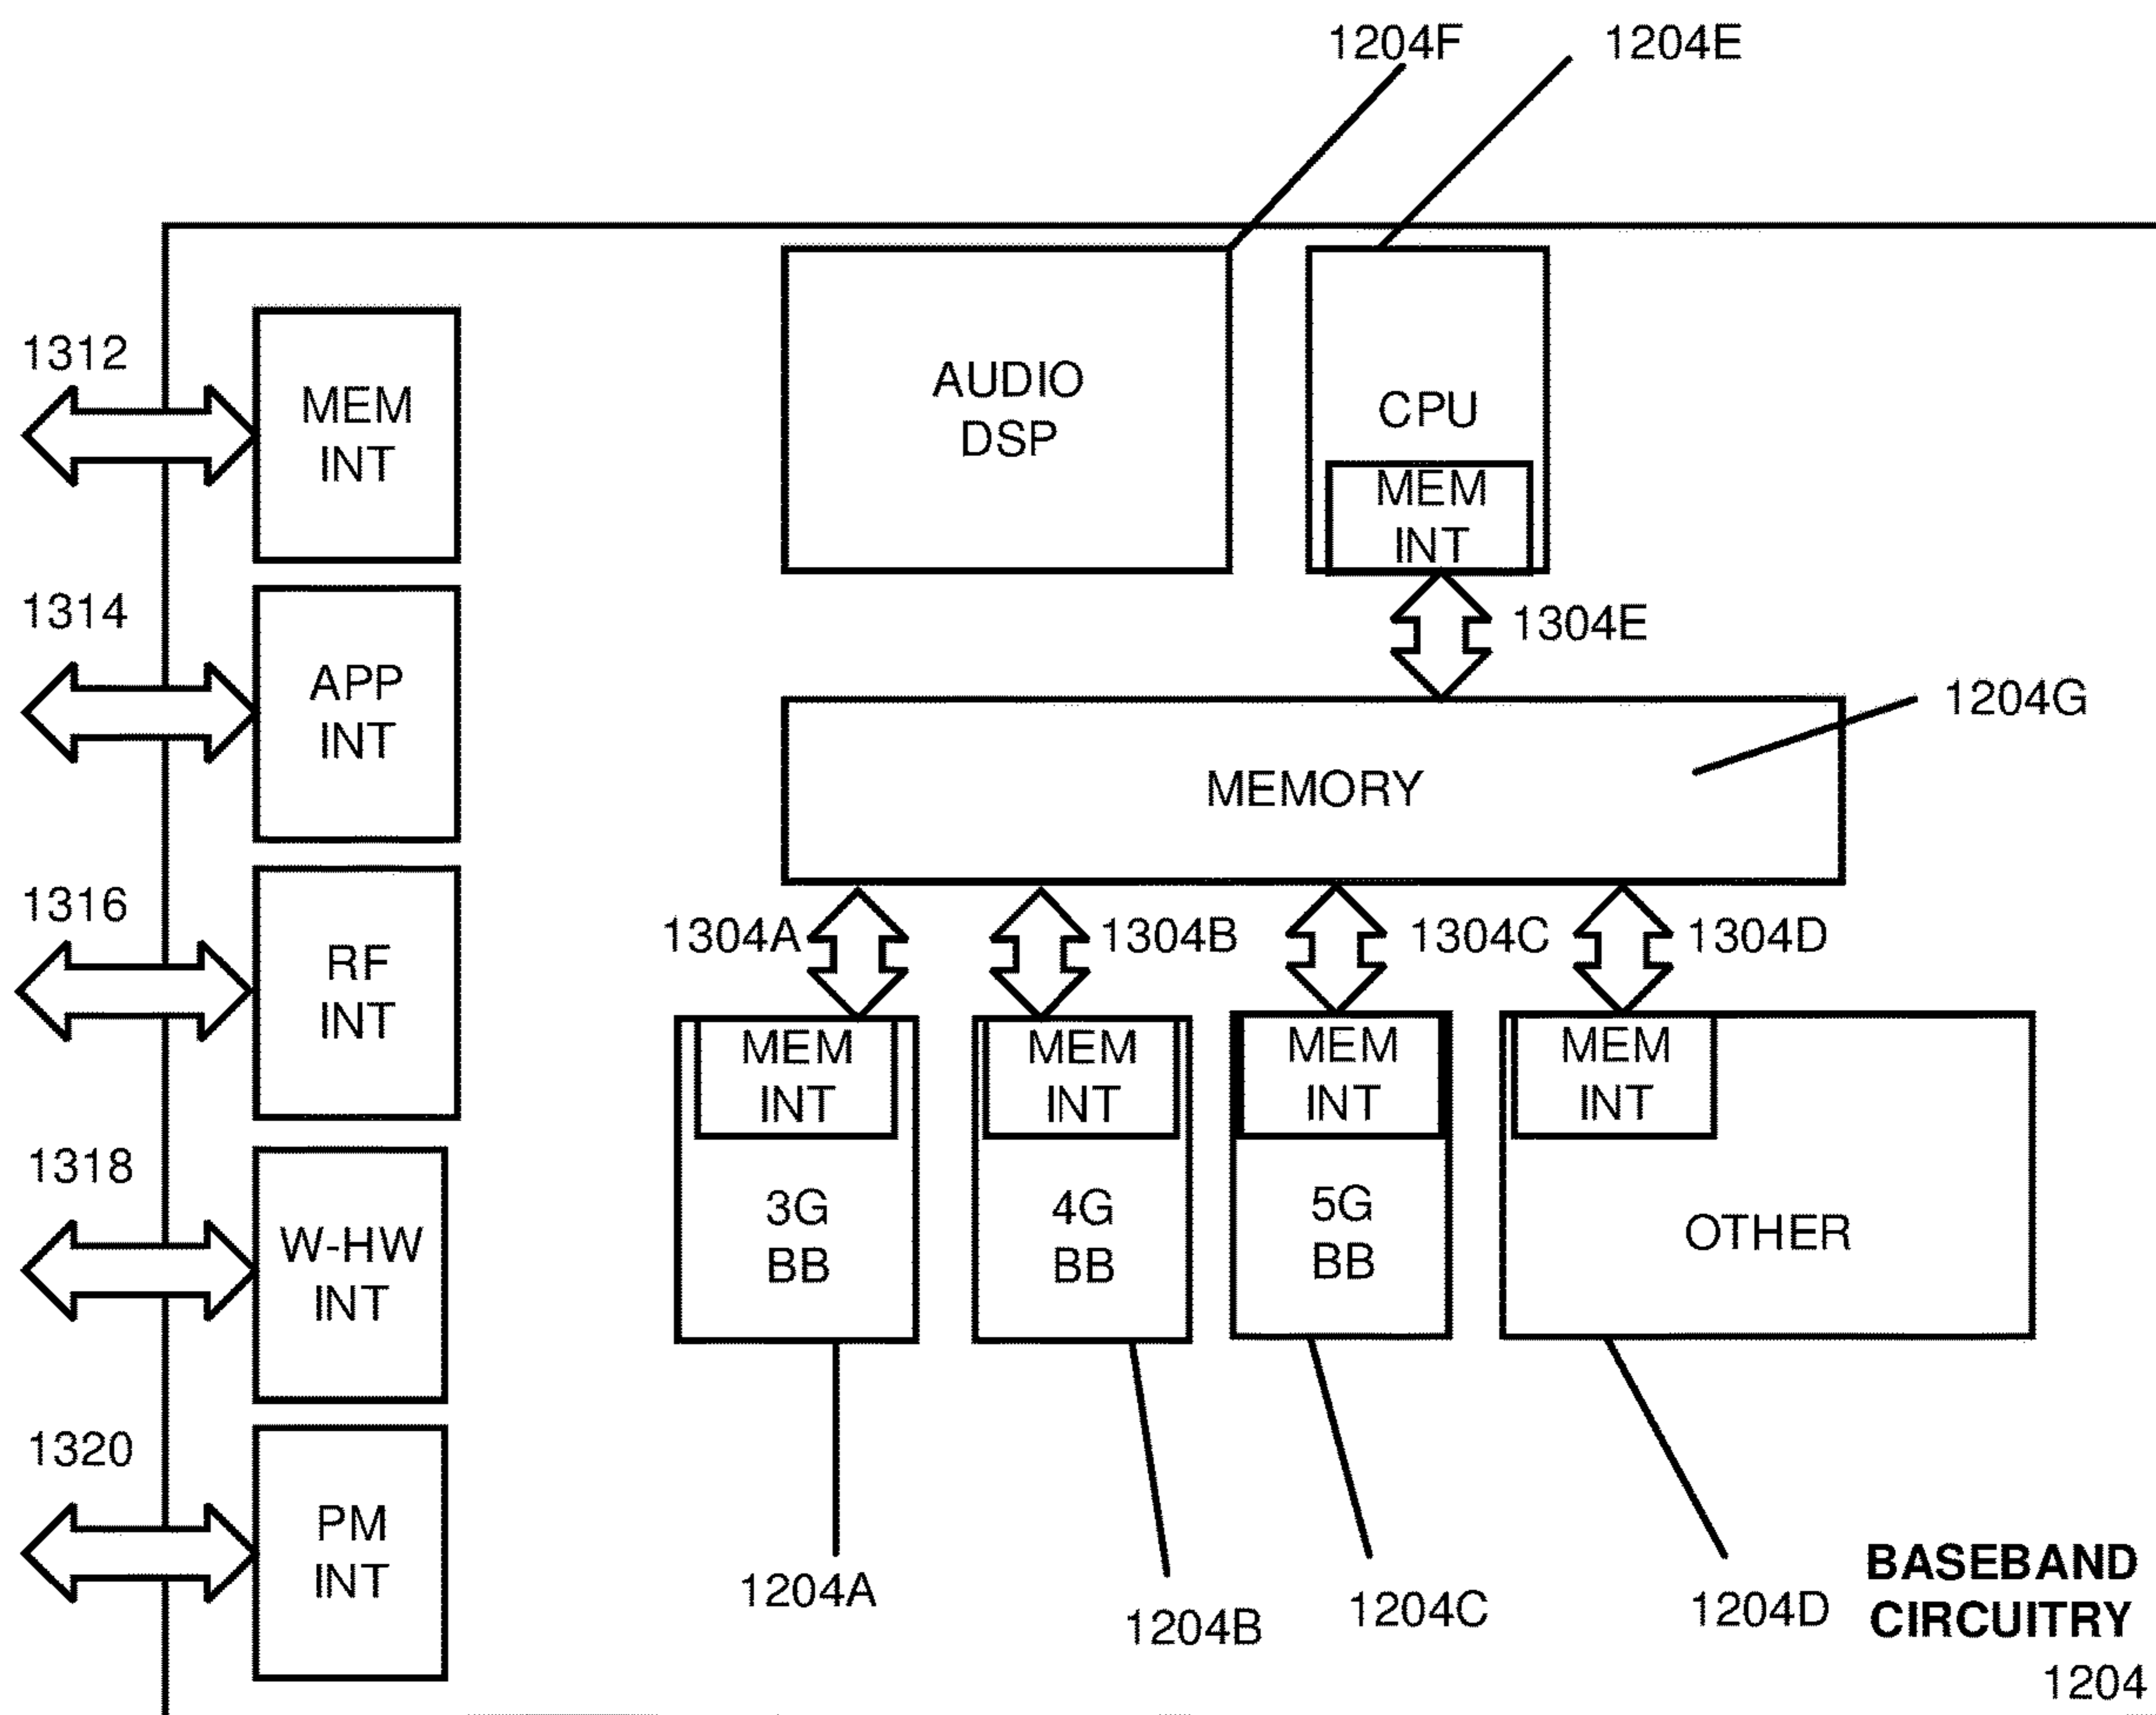 1204F
1204E
1312
MEM
INT
AUDIO
DSP
CPU
MEM
INT
1314
APP
INT
1304E
1204G
MEMORY
1316
RF
INT
1304A
1304B
1304C
1304D
MEM
INT
3G
BB
MEM
INT
4G
BB
MEM
INT
5G
BB
MEM
INT
OTHER
1318
W-HW
INT
1320
PM
INT
1204A
1204B
1204C
1204D
BASEBAND
CIRCUITRY
1204